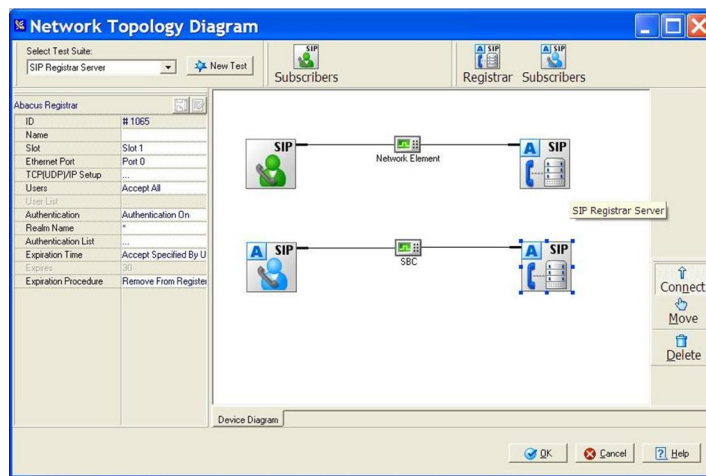 Network Topology Diagram
Select Test Suite:
SIP Registrar Server
New Test
SIP
Subscribers
A SIP
Registrar
A SIP
Subscribers
Abacus Registrar
ID #1065
Name
Slot Slot 1
Ethernet Port Port 0
TCP(UDP)/IP Setup ...
Users Accept All
User List
Authentication Authentication On
Realm Name *
Authentication List ...
Expiration Time Accept Specified By U
Expires 30
Expiration Procedure Remove From Register
SIP
Network Element
A SIP
SIP Registrar Server
A SIP
SBC
A SIP
Connect
Move
Delete
Device Diagram
OK
Cancel
? Help